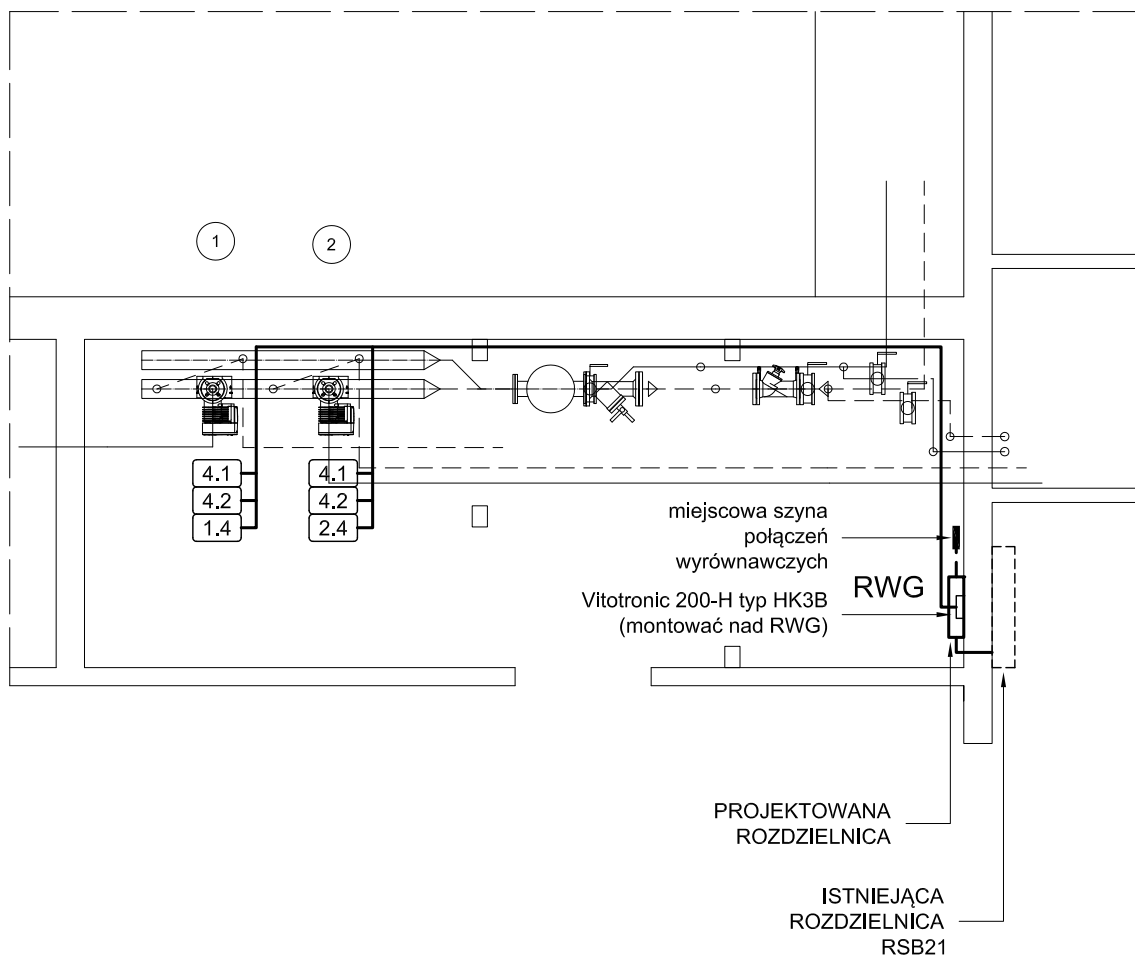 1
2
4.1
4.2
1.4
4.1
4.2
2.4
miejscowa szyna
połączeń
wyrównawczych
RWG
Vitotronic 200-H typ HK3B
(montować nad RWG)
PROJEKTOWANA
ROZDZIELNICA
ISTNIEJĄCA
ROZDZIELNICA
RSB21